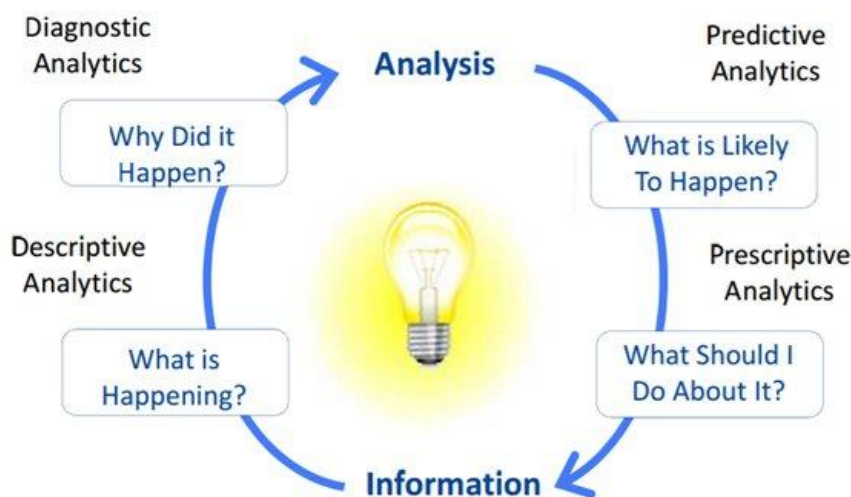 Diagnostic
Analytics
Analysis
Predictive
Analytics
Why Did it
Happen?
What is Likely
To Happen?
Descriptive
Analytics
Prescriptive
Analytics
What is
Happening?
What Should I
Do About It?
Information